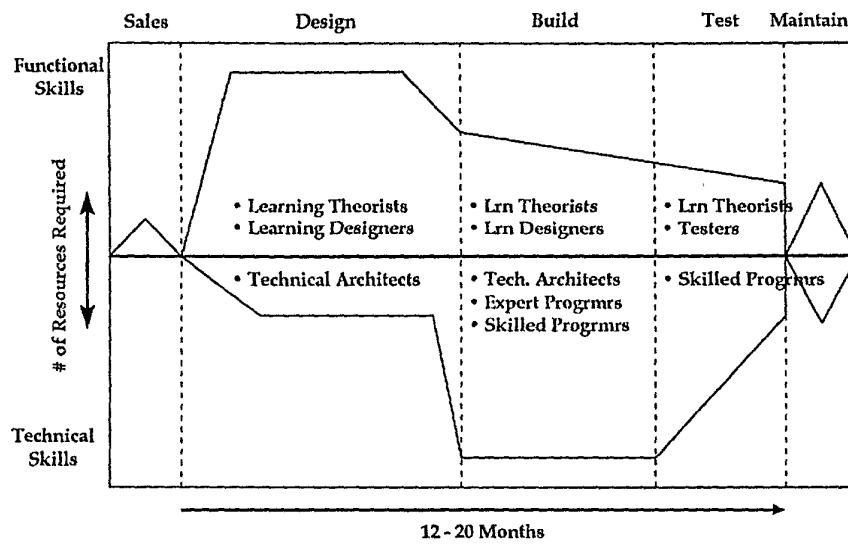 Sales Design Build Test Maintain
Functional
Skills
# of Resources Required
• Learning Theorists
• Learning Designers
• Lrn Theorists
• Lrn Designers
• Lrn Theorists
• Testers
• Technical Architects
• Tech. Architects
• Expert Progrmrs
• Skilled Progrmrs
• Skilled Progrmrs
Technical
Skills
12 - 20 Months